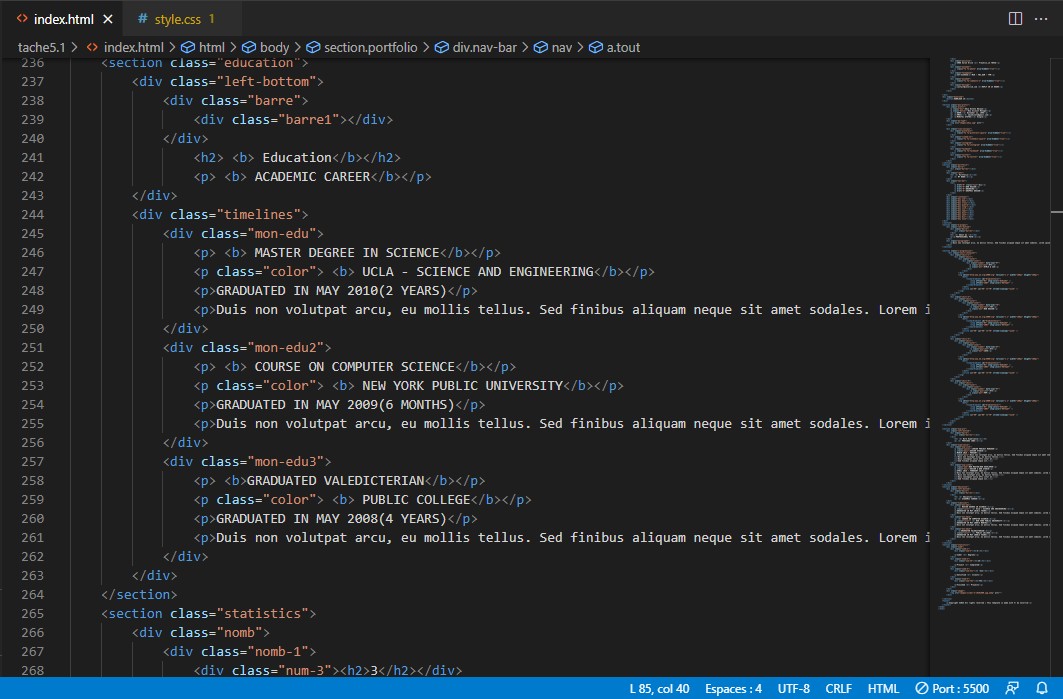 index.html
style.css 1
tache5.1 > index.html > html > body > section.portfolio > div.nav-bar > nav > a.tout
236 <section class="education">
237 <div class="left-bottom">
238 <div class="barre">
239 <div class="barre1"></div>
240 </div>
241 <h2> <b> Education</b></h2>
242 <p> <b> ACADEMIC CAREER</b></p>
243 </div>
244 <div class="timelines">
245 <div class="mon-edu">
246 <p> <b> MASTER DEGREE IN SCIENCE</b></p>
247 <p class="color"> <b> UCLA - SCIENCE AND ENGINEERING</b></p>
248 <p>GRADUATED IN MAY 2010(2 YEARS)</p>
249 <p>Duis non volutpat arcu, eu mollis tellus. Sed finibus aliquam neque sit amet sodales. Lorem i
250 </div>
251 <div class="mon-edu2">
252 <p> <b> COURSE ON COMPUTER SCIENCE</b></p>
253 <p class="color"> <b> NEW YORK PUBLIC UNIVERSITY</b></p>
254 <p>GRADUATED IN MAY 2009(6 MONTHS)</p>
255 <p>Duis non volutpat arcu, eu mollis tellus. Sed finibus aliquam neque sit amet sodales. Lorem i
256 </div>
257 <div class="mon-edu3">
258 <p> <b>GRADUATED VALEDICTERIAN</b></p>
259 <p class="color"> <b> PUBLIC COLLEGE</b></p>
260 <p>GRADUATED IN MAY 2008(4 YEARS)</p>
261 <p>Duis non volutpat arcu, eu mollis tellus. Sed finibus aliquam neque sit amet sodales. Lorem i
262 </div>
263 </div>
264 </section>
265 <section class="statistics">
266 <div class="nomb">
267 <div class="nomb-1">
268 <div class="num-3"><h2>3</h2></div>
L 85, col 40 Espaces : 4 UTF-8 CRLF HTML Port : 5500